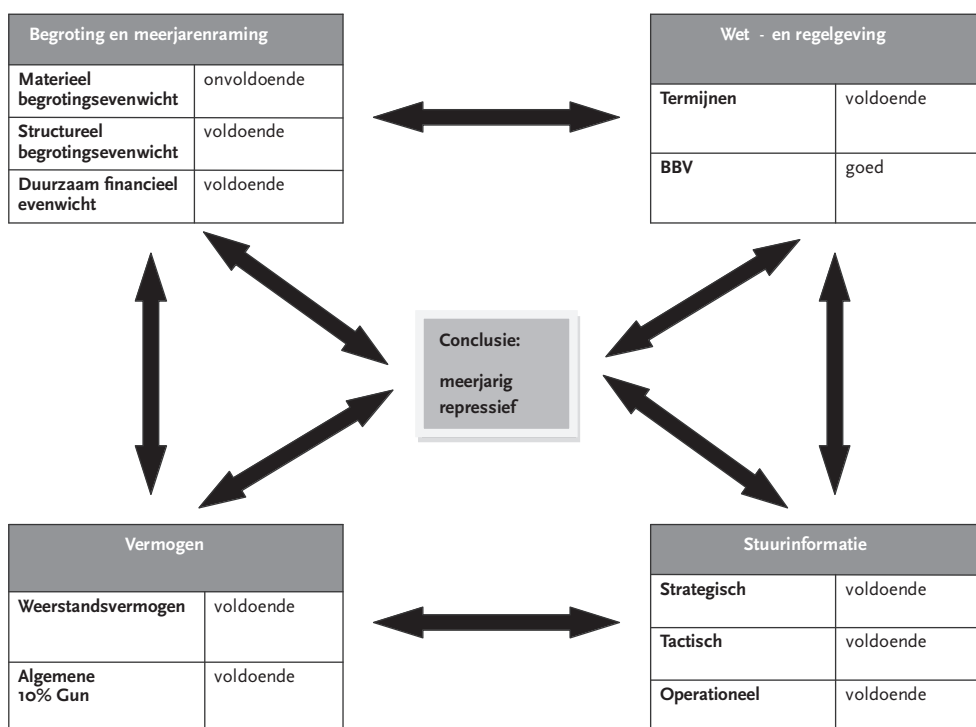 Begroting en meerjarenraming
Materieel onvoldoende
begrotingsevenwicht
Structureel voldoende
begrotingsevenwicht
Duurzaam financieel voldoende
evenwicht
Wet - en regelgeving
Termijnen voldoende
BBV goed
Conclusie:
meerjarig
repressief
Vermogen
Weerstandsvermogen voldoende
Algemene voldoende
10% Gun
Stuurinformatie
Strategisch voldoende
Tactisch voldoende
Operationeel voldoende